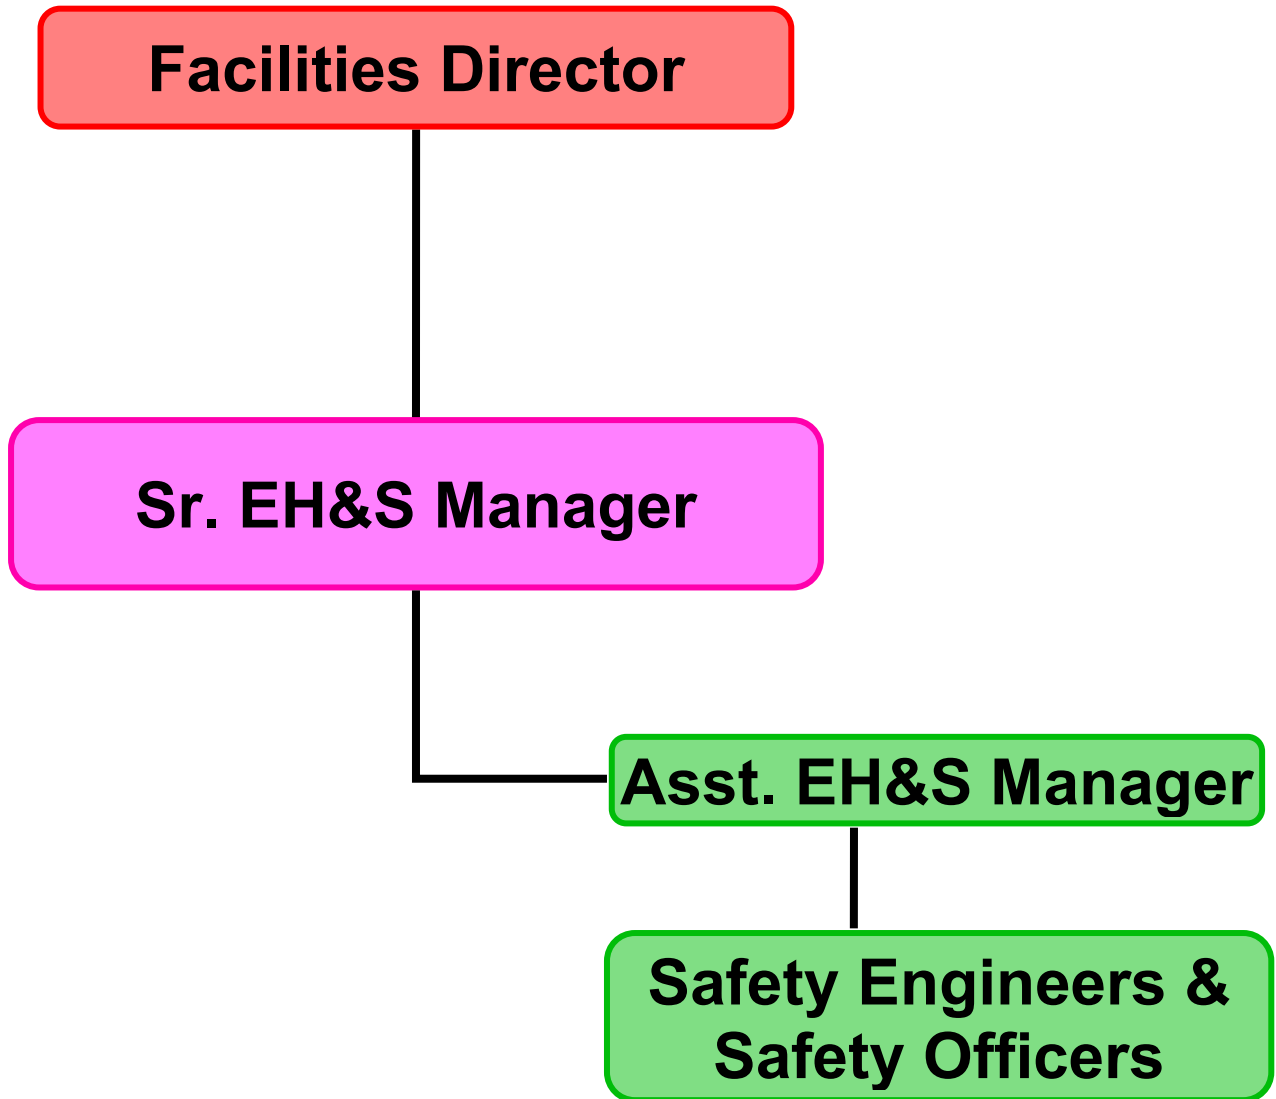 Facilities Director
Sr. EH&S Manager
Asst. EH&S Manager
Safety Engineers &
Safety Officers